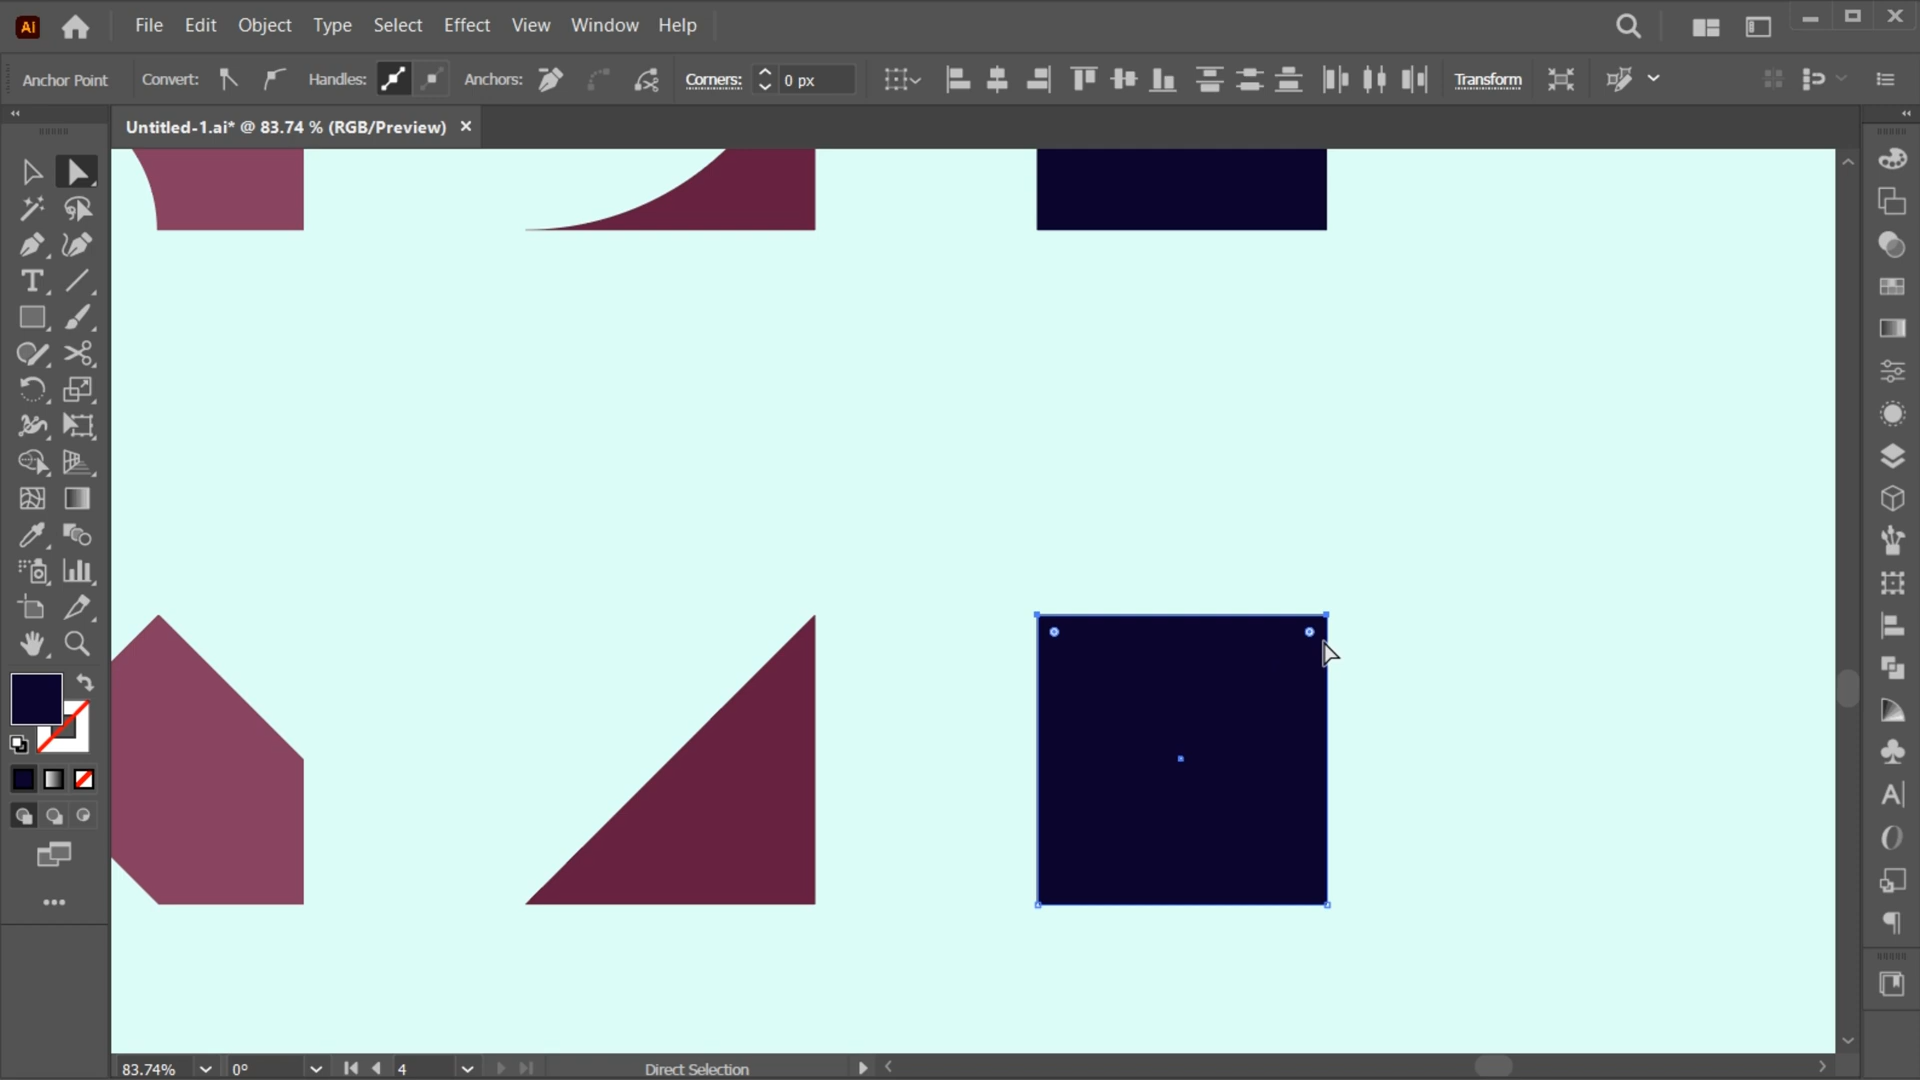 Ai File Edit Object Type Select Effect View Window Help
Anchor Point Convert: Handles: Anchors: Corners: 0 px Transform
Untitled-1.ai* @ 83.74 % (RGB/Preview)
83.74% 0° 4 Direct Selection